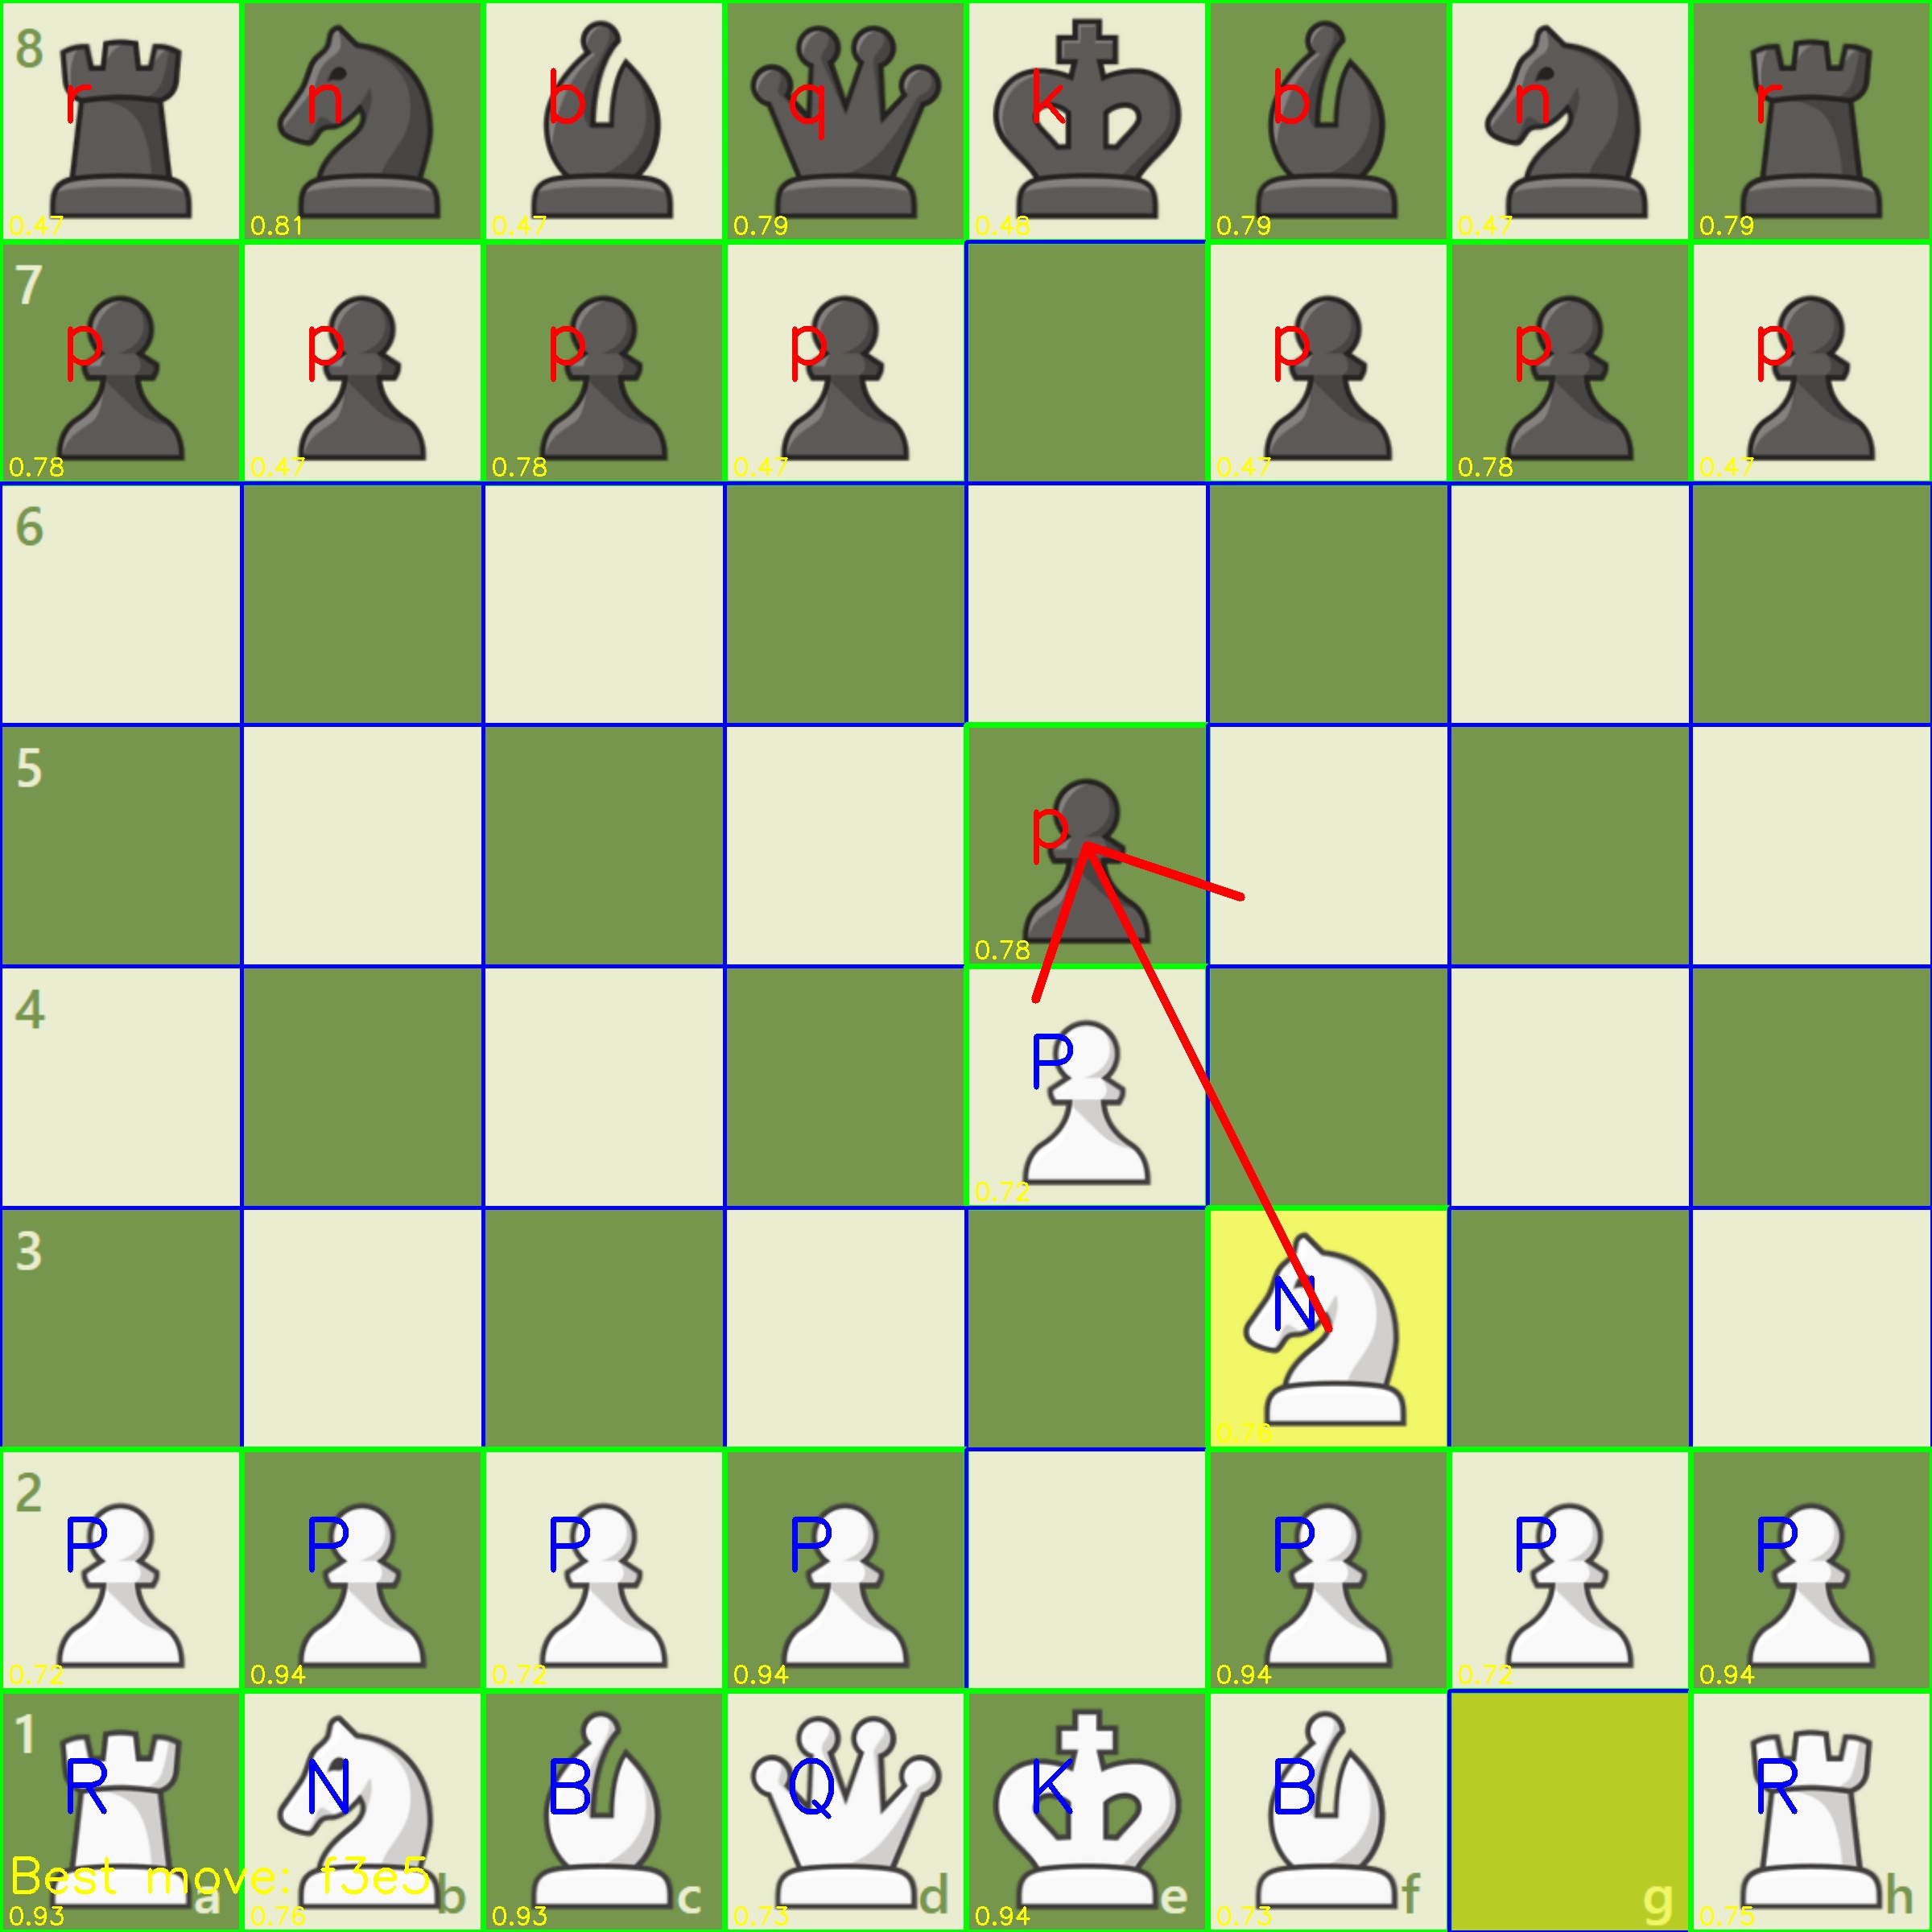 8 r n b q k b n r
0.47 0.81 0.47 0.79 0.48 0.79 0.47 0.79
7 p p p p p p p
0.78 0.47 0.78 0.47 0.47 0.78 0.47
6
5 p
0.78
4 P
0.72
3 N
0.76
2 P P P P P P P
0.72 0.94 0.72 0.94 0.94 0.72 0.94
1 R N B Q K B R
Best move: f3e5
a b c d e f g h
0.93 0.76 0.93 0.73 0.94 0.73 0.75